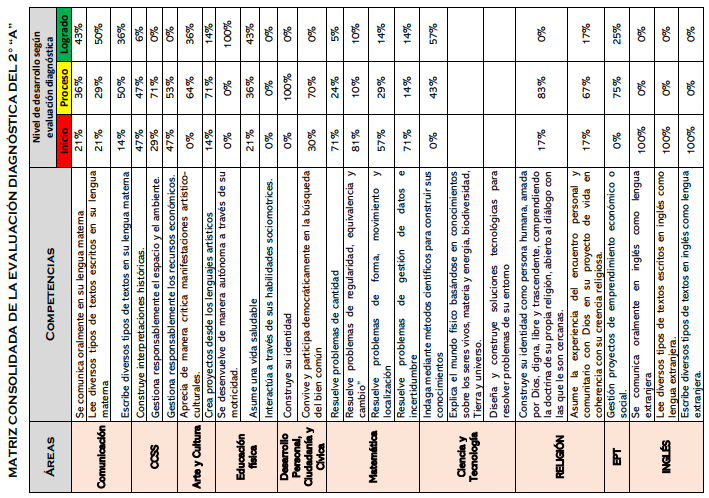 MATRIZ CONSOLIDADA DE LA EVALUACIÓN DIAGNÓSTICA DEL 2° “A”
ÁREAS
COMPETENCIAS
Nivel de desarrollo según
evaluación diagnóstica
Inicio Proceso Logrado
Comunicación
Se comunica oralmente en su lengua materna 21% 36% 43%
Lee diversos tipos de textos escritos en su lengua
materna 21% 29% 50%
Escribe diversos tipos de textos en su lengua materna 14% 50% 36%
CCSS
Construye interpretaciones históricas. 47% 47% 6%
Gestiona responsablemente el espacio y el ambiente. 29% 71% 0%
Gestiona responsablemente los recursos económicos. 47% 53% 0%
Arte y Cultura
Aprecia de manera crítica manifestaciones artístico-
culturales. 0% 64% 36%
Crea proyectos desde los lenguajes artísticos 14% 71% 14%
Educación
física
Se desenvuelve de manera autónoma a través de su
motricidad. 0% 0% 100%
Asume una vida saludable 21% 36% 43%
Interactúa a través de sus habilidades sociomotrices. 0% 0% 0%
Desarrollo
Personal,
Ciudadanía y
Cívica
Construye su identidad 0% 100% 0%
Convive y participa democráticamente en la búsqueda
del bien común 30% 70% 0%
Matemática
Resuelve problemas de cantidad 71% 24% 5%
Resuelve problemas de regularidad, equivalencia y
cambio” 81% 10% 10%
Resuelve problemas de forma, movimiento y
localización 57% 29% 14%
Resuelve problemas de gestión de datos e
incertidumbre 71% 14% 14%
Ciencia y
Tecnología
Indaga mediante métodos científicos para construir sus
conocimientos 0% 43% 57%
Explica el mundo físico basándose en conocimientos
sobre los seres vivos, materia y energía, biodiversidad,
Tierra y universo.
Diseña y construye soluciones tecnológicas para
resolver problemas de su entorno
RELIGIÓN
Construye su identidad como persona humana, amada
por Dios, digna, libre y trascendente, comprendiendo
la doctrina de su propia religión, abierto al diálogo con
las que le son cercanas. 17% 83% 0%
Asume la experiencia del encuentro personal y
comunitario con Dios en su proyecto de vida en
coherencia con su creencia religiosa. 17% 67% 17%
EPT
Gestión proyectos de emprendimiento económico o
social. 0% 75% 25%
INGLÉS
Se comunica oralmente en inglés como lengua
extranjera 100% 0% 0%
Lee diversos tipos de textos escritos en inglés como
lengua extranjera. 100% 0% 0%
Escribe diversos tipos de textos en inglés como lengua
extranjera. 100% 0% 0%